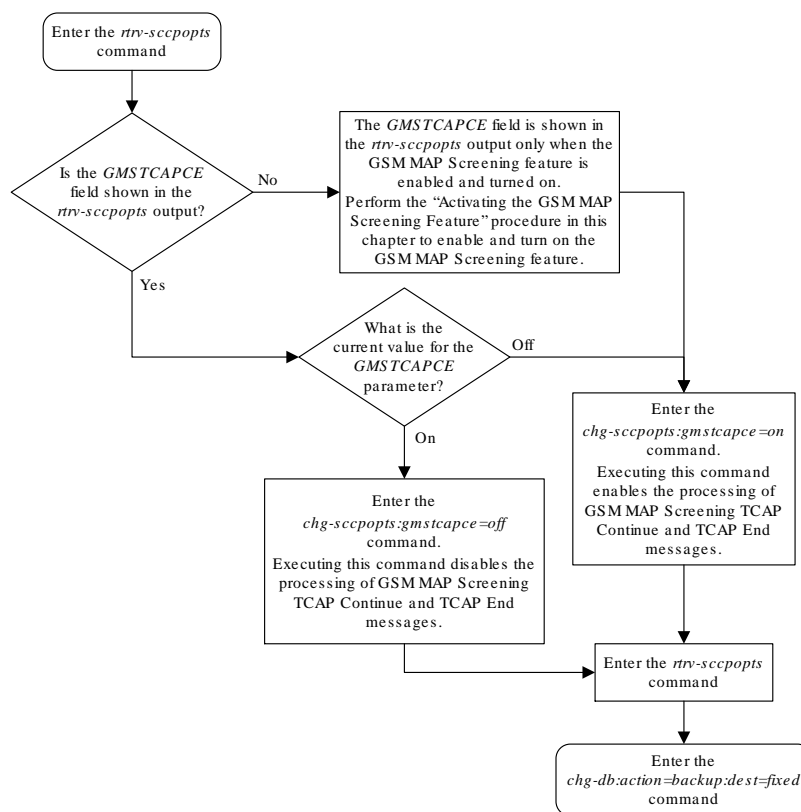 Enter the rtrv-sccpopts
command
Is the GMSTCAPCE
field shown in the
rtrv-sccpopts output?
No
The GMSTCAPCE field is shown in
the rtrv-sccpopts output only when the
GSM MAP Screening feature is
enabled and turned on.
Perform the “Activating the GSM MAP
Screening Feature” procedure in this
chapter to enable and turn on the
GSM MAP Screening feature.
Yes
What is the
current value for the
GMSTCAPCE
parameter?
Off
On
Enter the
chg-sccpopts:gmstcapce=on
command.
Executing this command
enables the processing of
GSM MAP Screening TCAP
Continue and TCAP End
messages.
Enter the
chg-sccpopts:gmstcapce=off
command.
Executing this command disables the
processing of GSM MAP Screening
TCAP Continue and TCAP End
messages.
Enter the rtrv-sccpopts
command
Enter the
chg-db:action=backup:dest=fixed
command